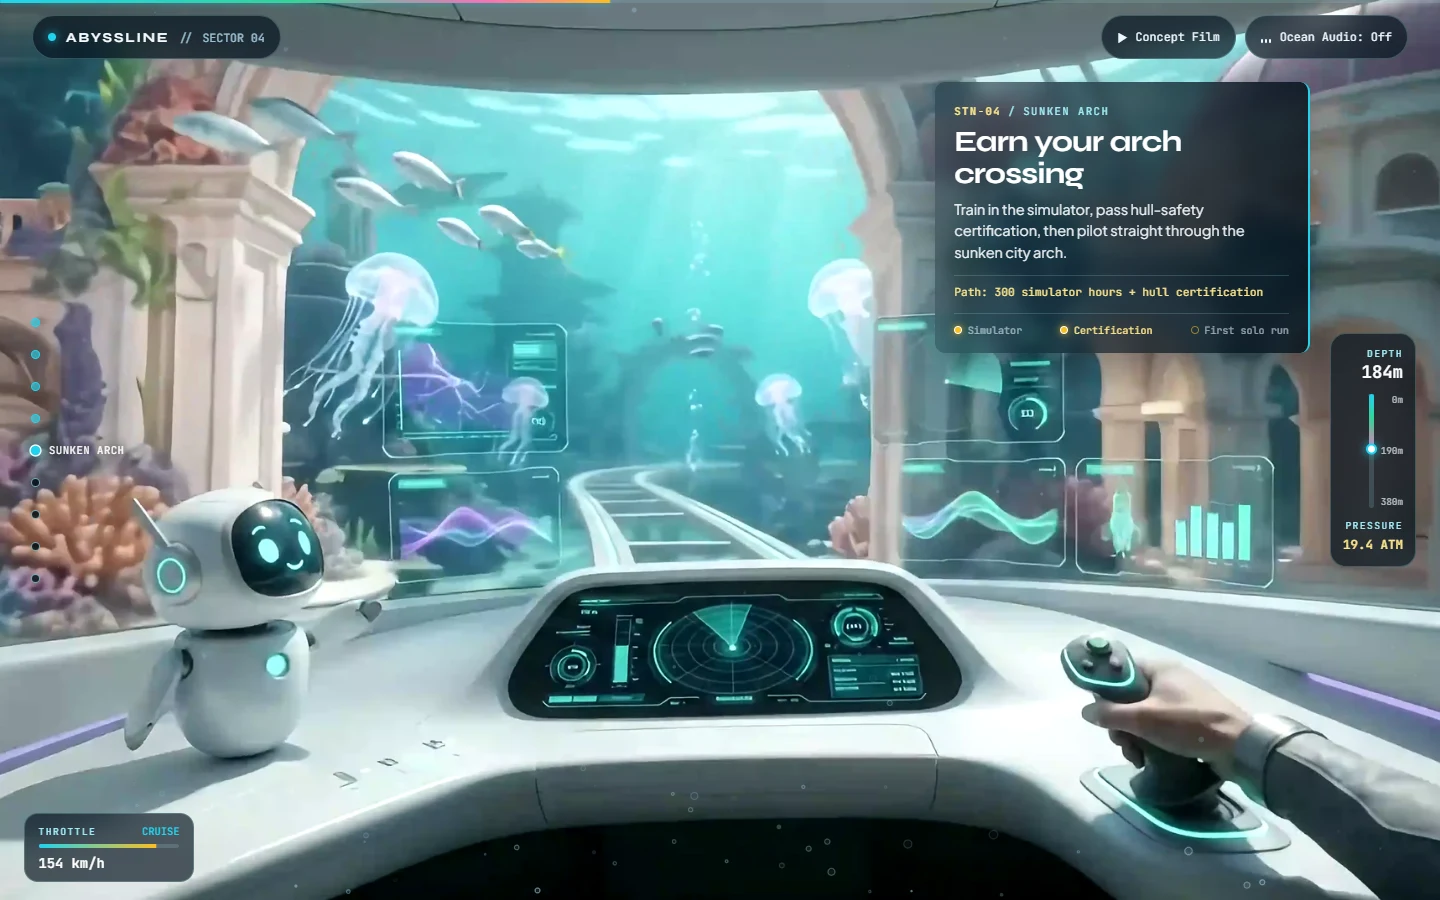 ABYSSLINE // SECTOR 04
Concept Film
Ocean Audio: Off
STN-04 / SUNKEN ARCH
Earn your arch
crossing
Train in the simulator, pass hull-safety
certification, then pilot straight through the
sunken city arch.
Path: 300 simulator hours + hull certification
Simulator
Certification
First solo run
DEPTH
184m
0m
190m
380m
PRESSURE
19.4 ATM
SUNKEN ARCH
THROTTLE
CRUISE
154 km/h